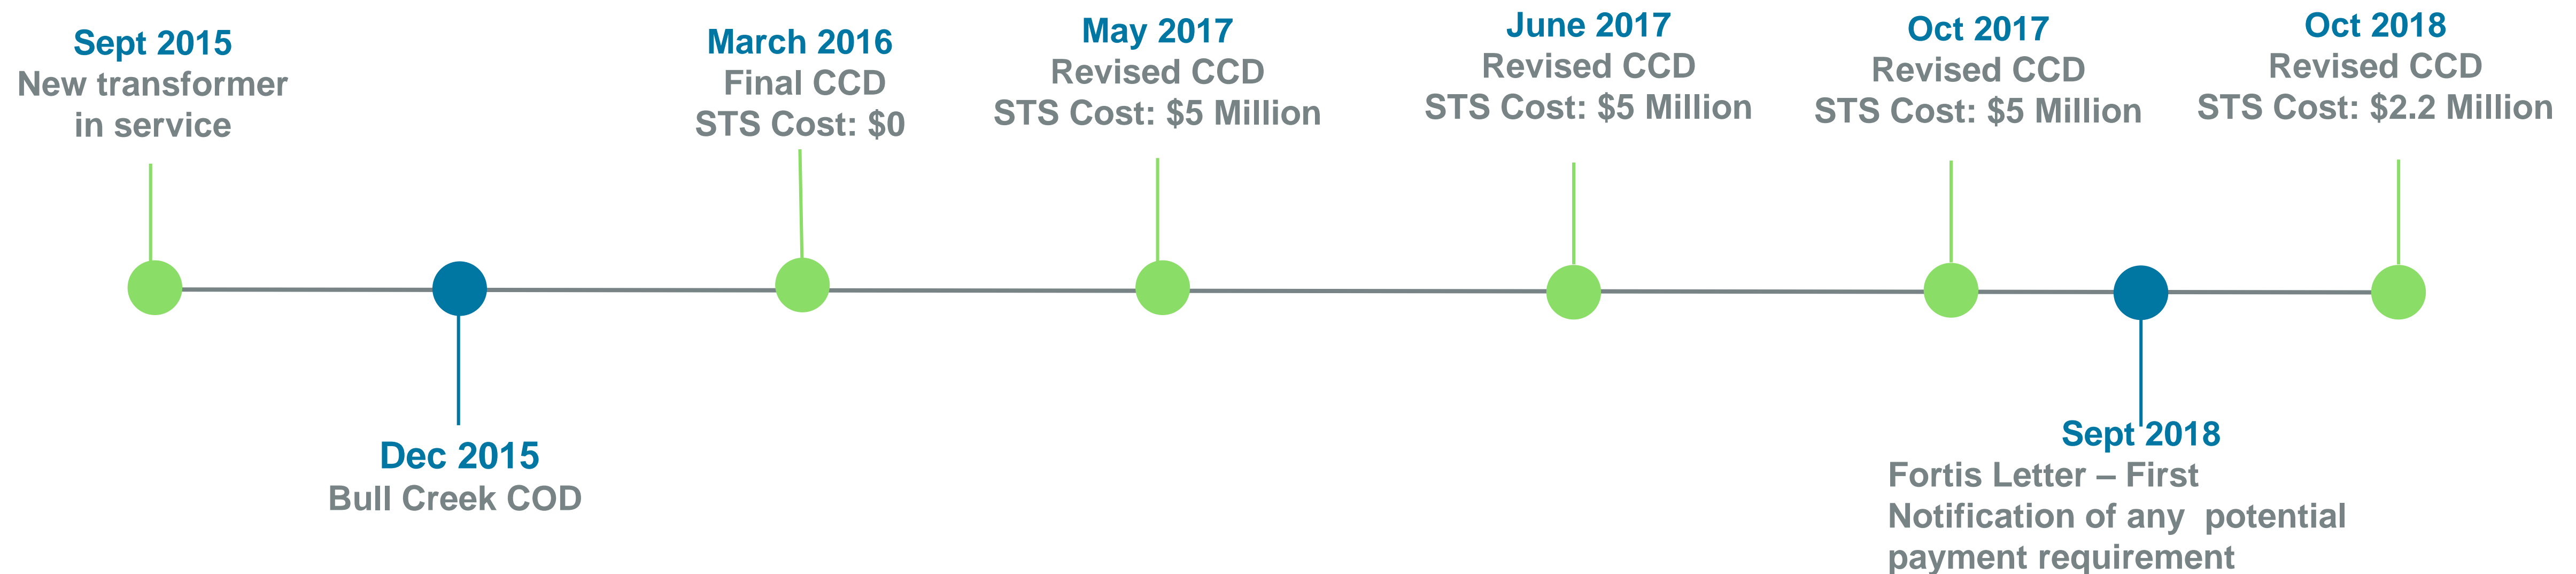 Sept 2015
New transformer
in service
March 2016
Final CCD
STS Cost: $0
May 2017
Revised CCD
STS Cost: $5 Million
June 2017
Revised CCD
STS Cost: $5 Million
Oct 2017
Revised CCD
STS Cost: $5 Million
Oct 2018
Revised CCD
STS Cost: $2.2 Million
Dec 2015
Bull Creek COD
Sept 2018
Fortis Letter – First
Notification of any  potential
payment requirement